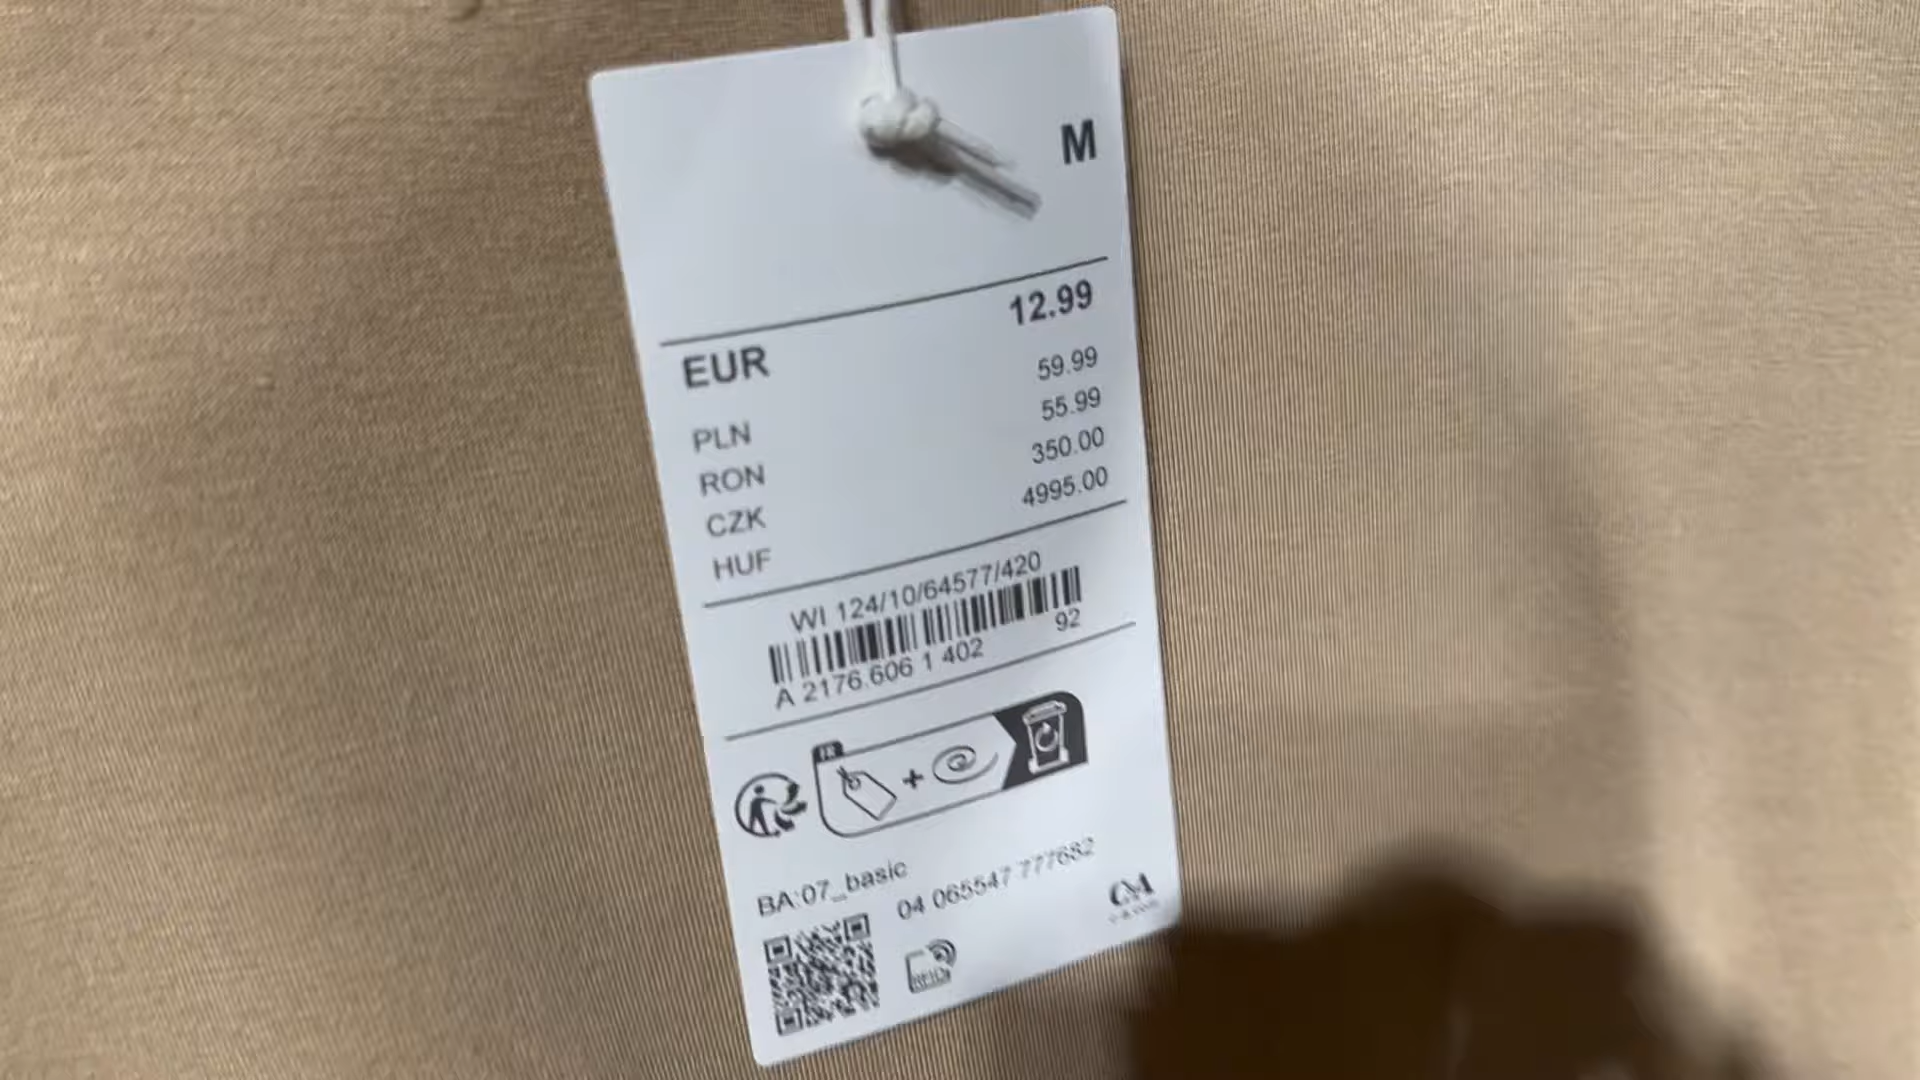 M
EUR 12.99
PLN 59.99
RON 55.99
CZK 350.00
HUF 4995.00
WI 124/10/64577/420
A 2176.606 1 402 92
FR
+
BA:07_basic
04 065547 777682
C&A
RFID